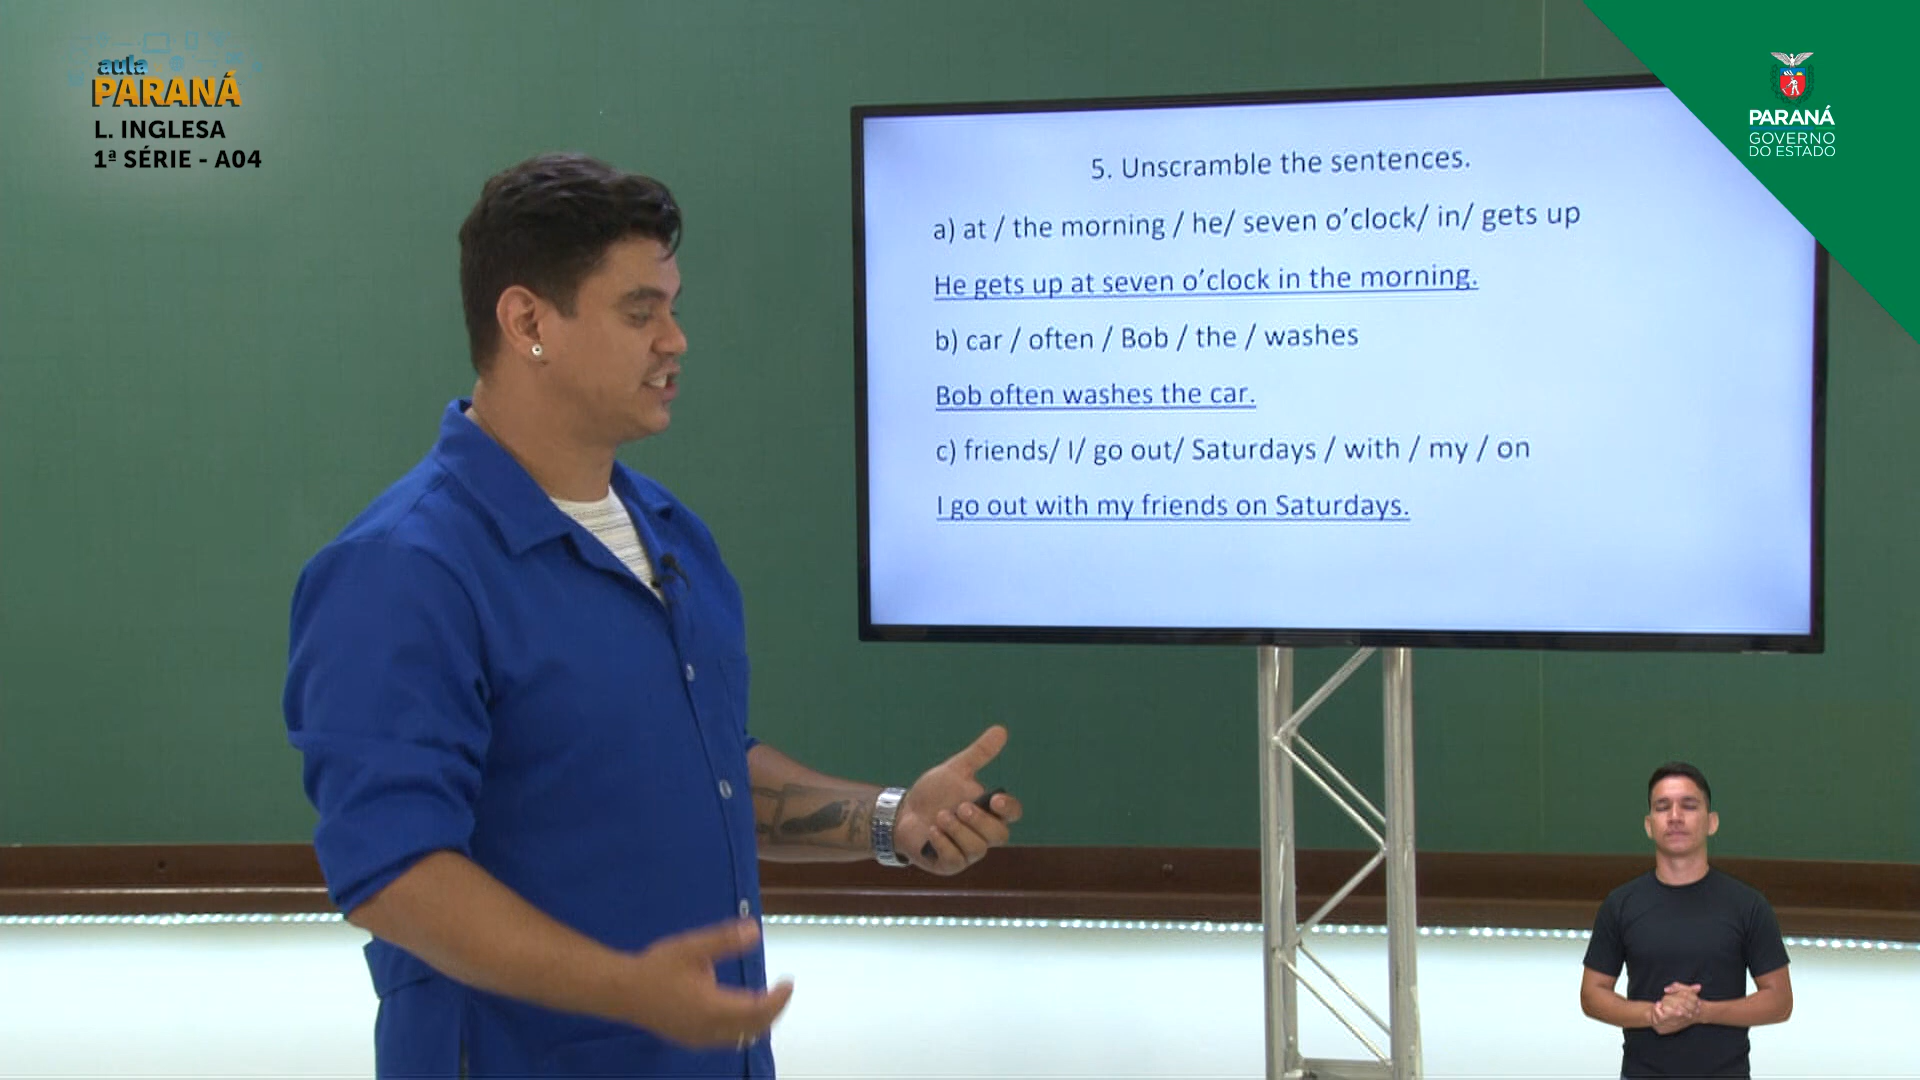 aula
PARANÁ
L. INGLESA
1ª SÉRIE - A04
5. Unscramble the sentences.
a) at / the morning / he/ seven o'clock/ in/ gets up
He gets up at seven o'clock in the morning.
b) car / often / Bob / the / washes
Bob often washes the car.
c) friends/ I/ go out/ Saturdays / with / my / on
I go out with my friends on Saturdays.
PARANÁ
GOVERNO
DO ESTADO